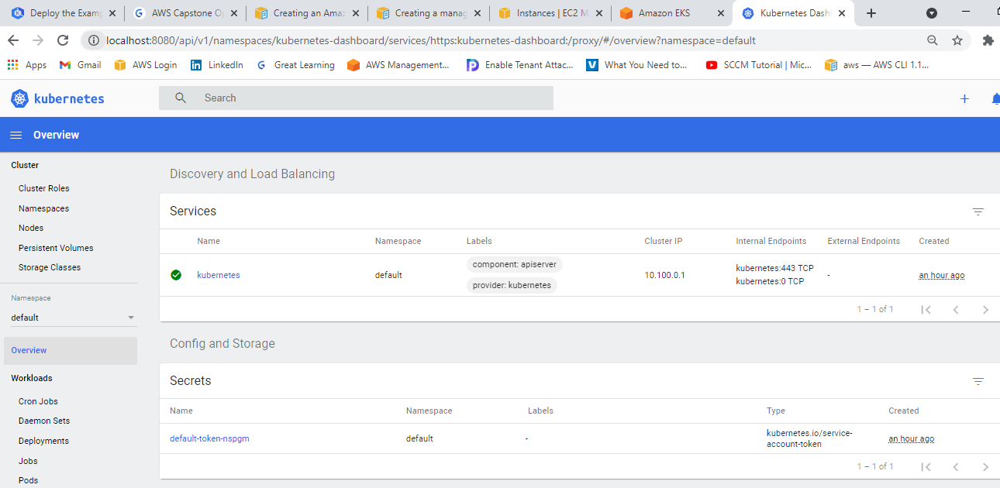 Deploy the Exam
AWS Capstone O
Creating an Amaz
Creating a manag
Instances | EC2 M
Amazon EKS
Kubernetes Dash
localhost:8080/api/v1/namespaces/kubernetes-dashboard/services/https:kubernetes-dashboard:/proxy/#/overview?namespace=default
Apps
Gmail
AWS Login
LinkedIn
Great Learning
AWS Management...
Enable Tenant Attac...
What You Need to...
SCCM Tutorial | Mic...
aws — AWS CLI 1.1...
kubernetes
Search
Overview
Cluster
Cluster Roles
Namespaces
Nodes
Persistent Volumes
Storage Classes
Namespace
default
Overview
Workloads
Cron Jobs
Daemon Sets
Deployments
Jobs
Pods
Discovery and Load Balancing
Services
Name Namespace Labels Cluster IP Internal Endpoints External Endpoints Created
kubernetes default component: apiserver 10.100.0.1 kubernetes:443 TCP - an hour ago
provider: kubernetes kubernetes:0 TCP
1 – 1 of 1
Config and Storage
Secrets
Name Namespace Labels Type Created
default-token-nspgm default - kubernetes.io/service- an hour ago
account-token
1 – 1 of 1